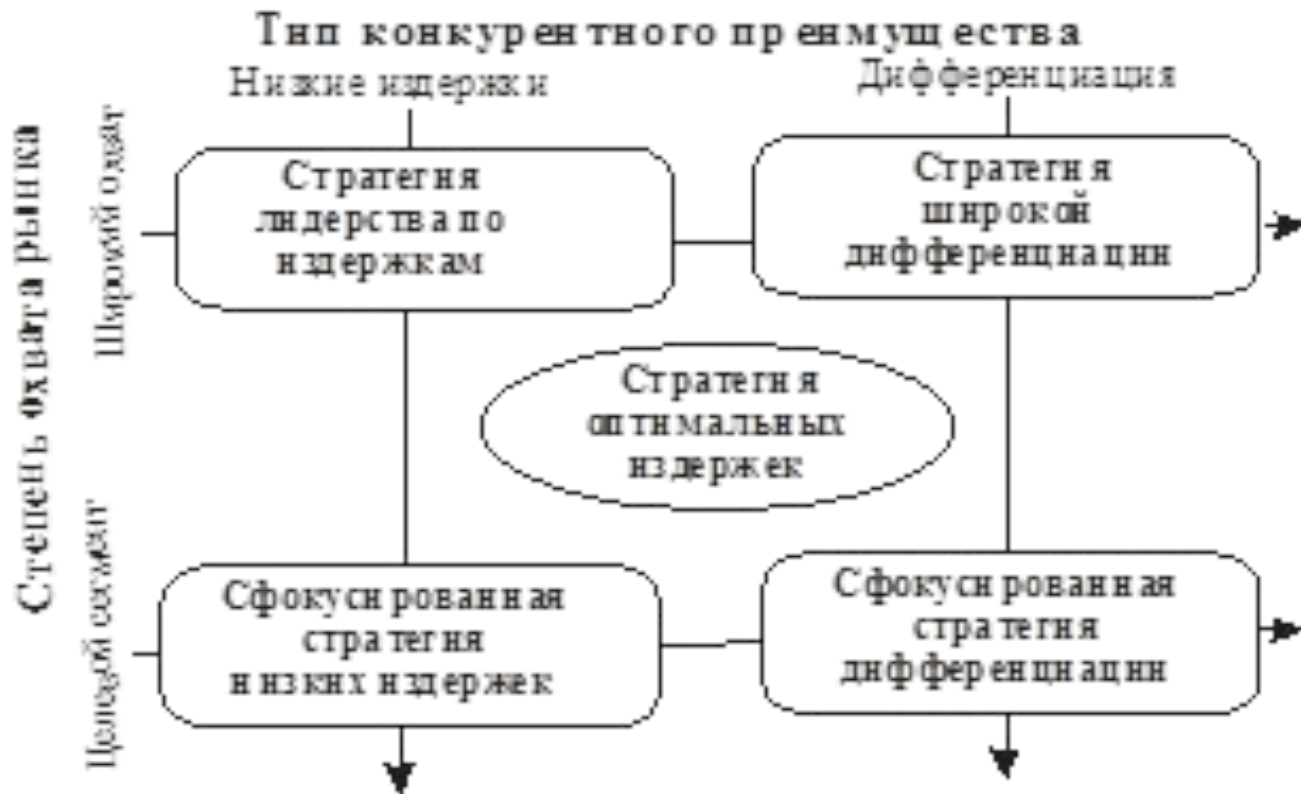 Тип конкурентного преимущества
Низкие издержки
Дифференциация
Степень охвата рынка
Широкий охват
Стратегия
лидерства по
издержкам
Стратегия
широкой
дифференциации
Стратегия
оптимальных
издержек
Целевой сегмент
Сфокусированная
стратегия
низких издержек
Сфокусированная
стратегия
дифференциации